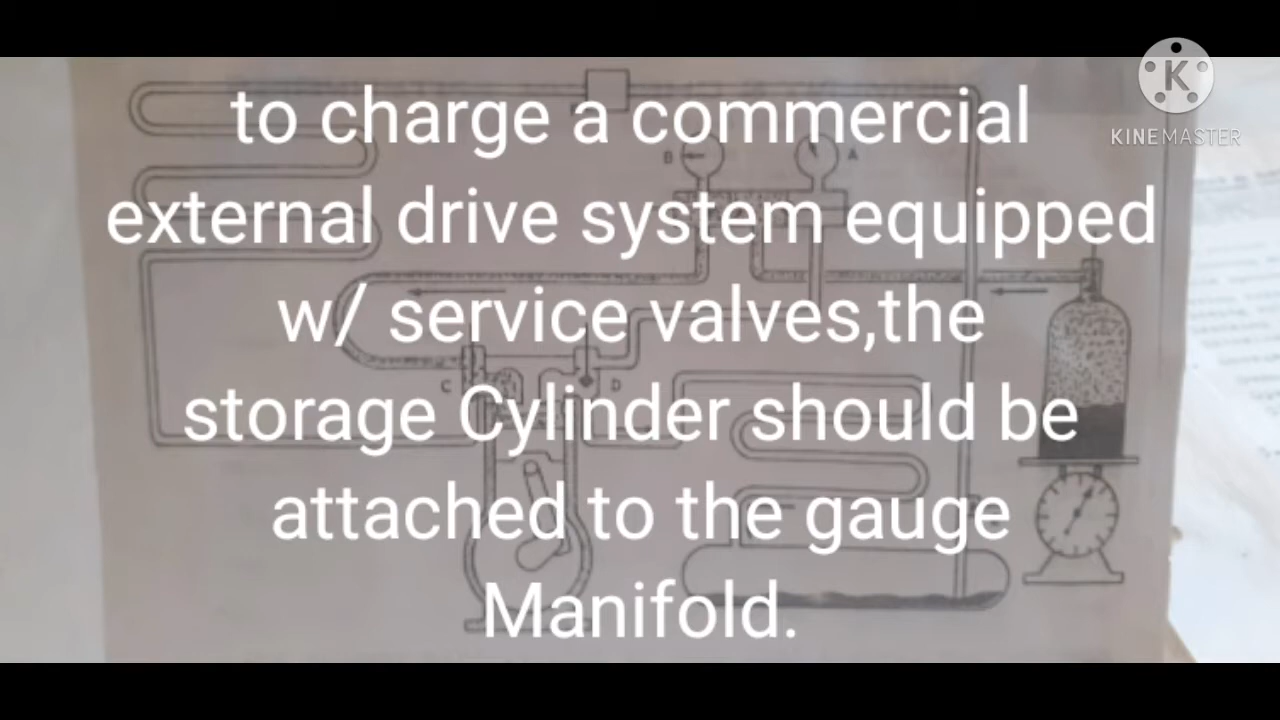 to charge a commercial
external drive system equipped
w/ service valves,the
storage Cylinder should be
attached to the gauge
Manifold.
KINEMASTER
K
B
A
C
D